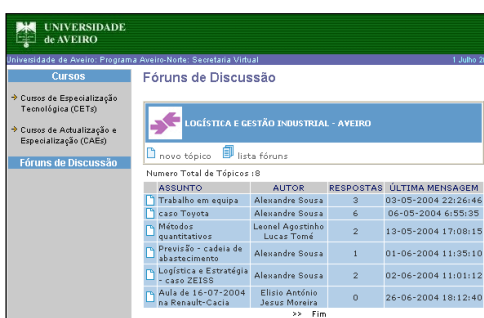 UNIVERSIDADE
de AVEIRO
Universidade de Aveiro: Programa Aveiro-Norte: Secretaria Virtual
1 Julho
Cursos
Cursos de Especialização
Tecnológica (CETs)
Cursos de Actualização e
Especialização (CAEs)
Fóruns de Discussão
Fóruns de Discussão
LOGÍSTICA E GESTÃO INDUSTRIAL - AVEIRO
novo tópico lista fóruns
Numero Total de Tópicos :8
ASSUNTO AUTOR RESPOSTAS ÚLTIMA MENSAGEM
Trabalho em equipa Alexandre Sousa 3 03-05-2004 22:26:46
caso Toyota Alexandre Sousa 6 06-05-2004 6:55:35
Métodos
quantitativos Leonel Agostinho
Lucas Tomé 2 13-05-2004 17:08:15
Previsão - cadeia de
abastecimento Alexandre Sousa 1 01-06-2004 11:35:10
Logística e Estratégia
- caso ZEISS Alexandre Sousa 2 02-06-2004 11:01:12
Aula de 16-07-2004
na Renault-Cacia Elisio António
Jesus Moreira 0 26-06-2004 18:12:40
>> Fim